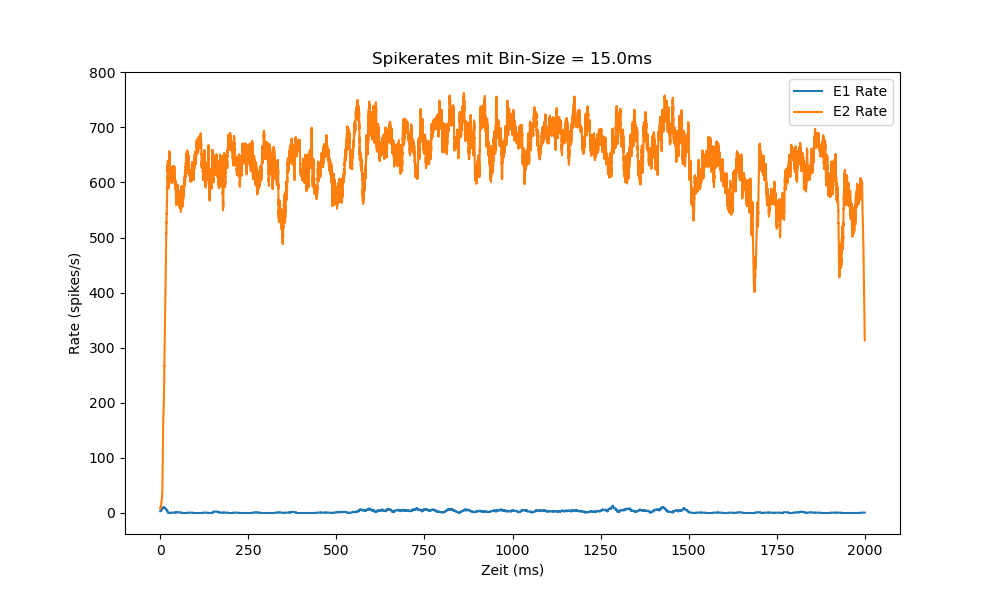 Spikerates mit Bin-Size = 15.0ms
E1 Rate
E2 Rate
Rate (spikes/s)
800
700
600
500
400
300
200
100
0
0 250 500 750 1000 1250 1500 1750 2000
Zeit (ms)